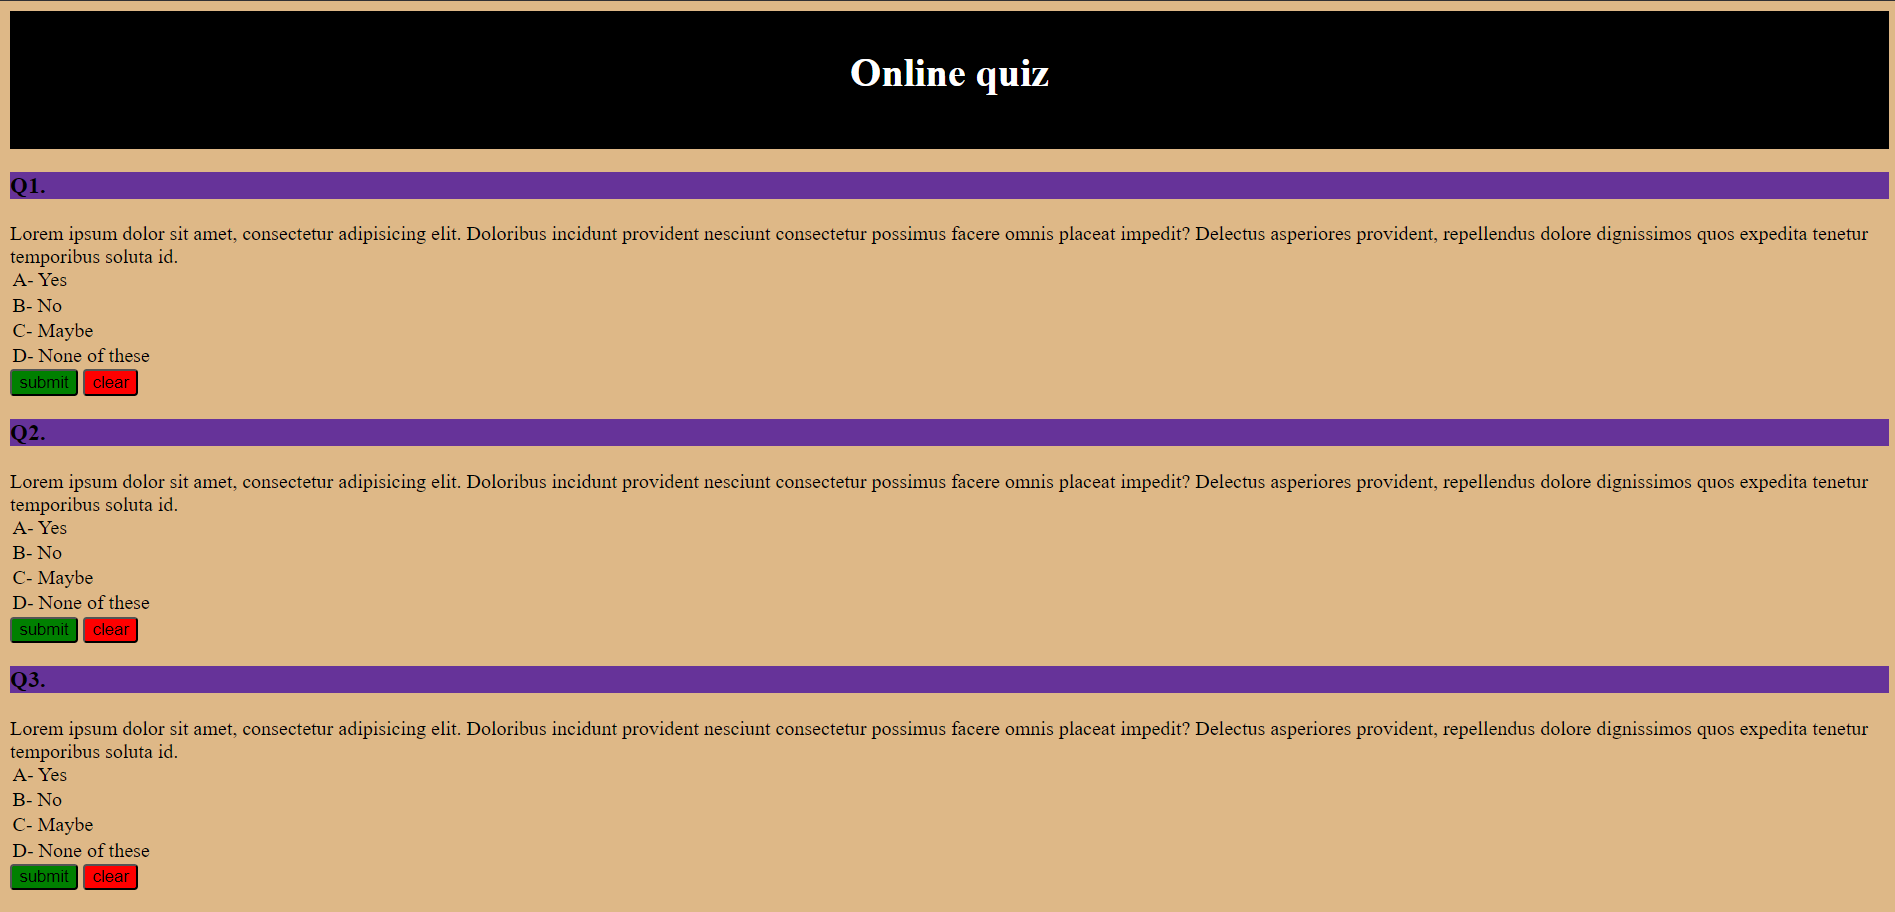 Online quiz
Q1.
Lorem ipsum dolor sit amet, consectetur adipisicing elit. Doloribus incidunt provident nesciunt consectetur possimus facere omnis placeat impedit? Delectus asperiores provident, repellendus dolore dignissimos quos expedita tenetur
temporibus soluta id.
A- Yes
B- No
C- Maybe
D- None of these
submit clear
Q2.
Lorem ipsum dolor sit amet, consectetur adipisicing elit. Doloribus incidunt provident nesciunt consectetur possimus facere omnis placeat impedit? Delectus asperiores provident, repellendus dolore dignissimos quos expedita tenetur
temporibus soluta id.
A- Yes
B- No
C- Maybe
D- None of these
submit clear
Q3.
Lorem ipsum dolor sit amet, consectetur adipisicing elit. Doloribus incidunt provident nesciunt consectetur possimus facere omnis placeat impedit? Delectus asperiores provident, repellendus dolore dignissimos quos expedita tenetur
temporibus soluta id.
A- Yes
B- No
C- Maybe
D- None of these
submit clear